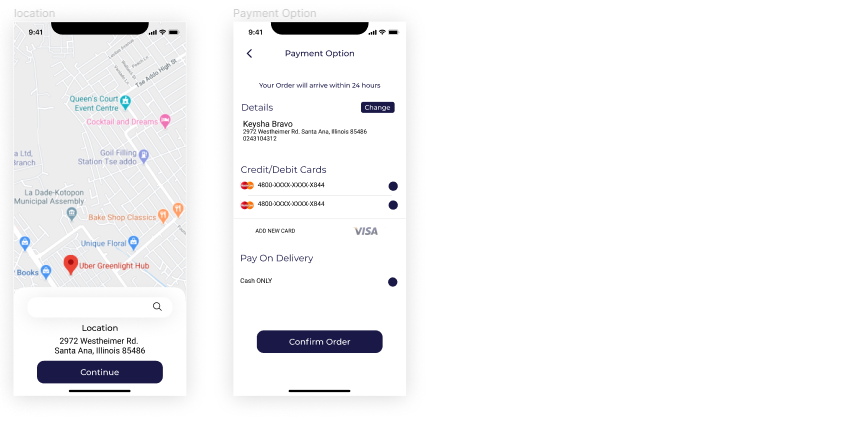 location
9:41
London Avenue
Tse Addo High St
Queen's Court
Event Centre
Cocktail and Dreams
a Ltd,
Branch
Goil Filling
Station Tse addo
La Dade-Kotopon
Municipal Assembly
Bake Shop Classics
Unique Floral
Books
Uber Greenlight Hub
Location
2972 Westheimer Rd.
Santa Ana, Illinois 85486
Continue
Payment Option
9:41
Payment Option
Your Order will arrive within 24 hours
Details
Change
Keysha Bravo
2972 Westheimer Rd. Santa Ana, Illinois 85486
0243104312
Credit/Debit Cards
4800-XXXX-XXXX-X844
4800-XXXX-XXXX-X844
ADD NEW CARD
VISA
Pay On Delivery
Cash ONLY
Confirm Order